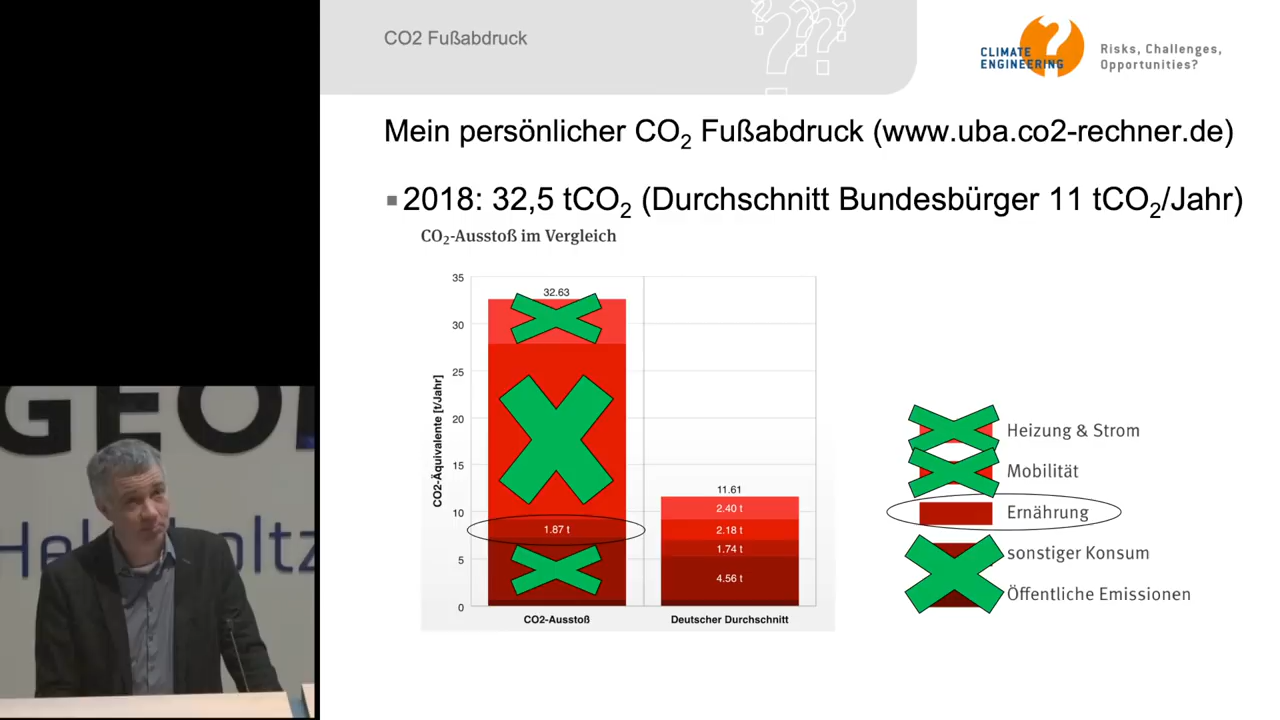 CO2 Fußabdruck
CLIMATE
ENGINEERING
Risks, Challenges,
Opportunities?
Mein persönlicher CO2 Fußabdruck (www.uba.co2-rechner.de)
2018: 32,5 tCO2 (Durchschnitt Bundesbürger 11 tCO2/Jahr)
CO2-Ausstoß im Vergleich
CO2-Äquivalente [t/Jahr]
35
30
25
20
15
10
5
0
32.63
1.87 t
11.61
2.40 t
2.18 t
1.74 t
4.56 t
CO2-Ausstoß
Deutscher Durchschnitt
Heizung & Strom
Mobilität
Ernährung
sonstiger Konsum
Öffentliche Emissionen
GEO